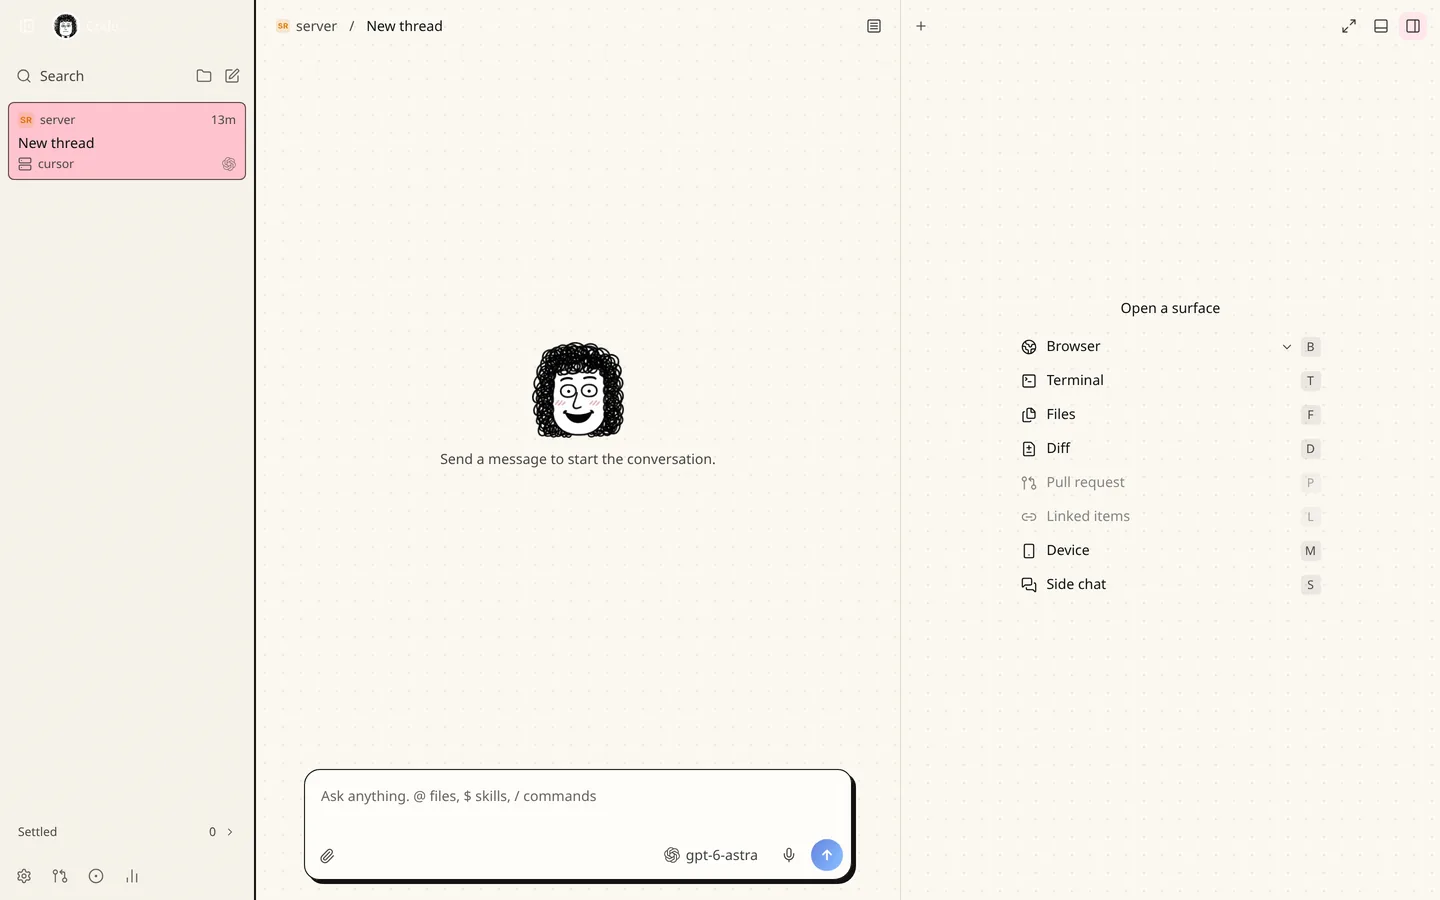 code
SR server / New thread
Search
SR server 13m
New thread
cursor
Send a message to start the conversation.
Open a surface
Browser B
Terminal T
Files F
Diff D
Pull request P
Linked items L
Device M
Side chat S
Ask anything. @ files, $ skills, / commands
gpt-6-astra
Settled 0